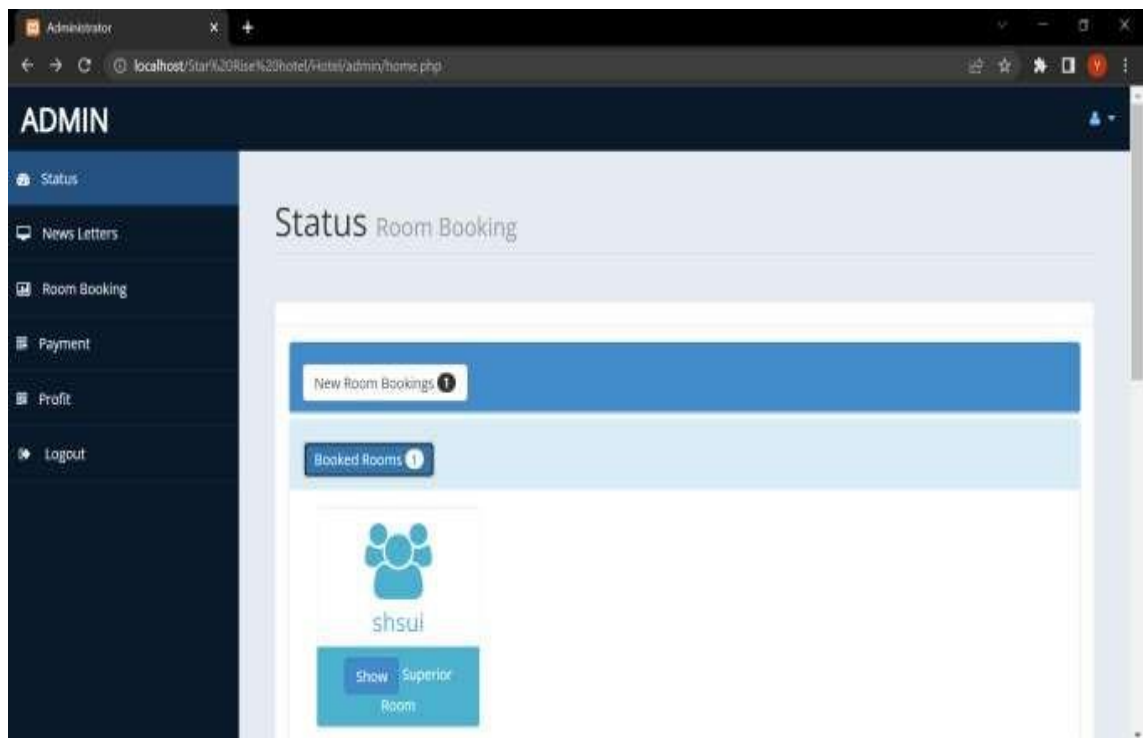 Administrator
localhost/Star%20Rise%20hotel/Hotel/admin/home.php
Y
ADMIN
Status
News Letters
Room Booking
Payment
Profit
Logout
Status Room Booking
New Room Bookings 1
Booked Rooms 1
shsui
Show Superior
Room